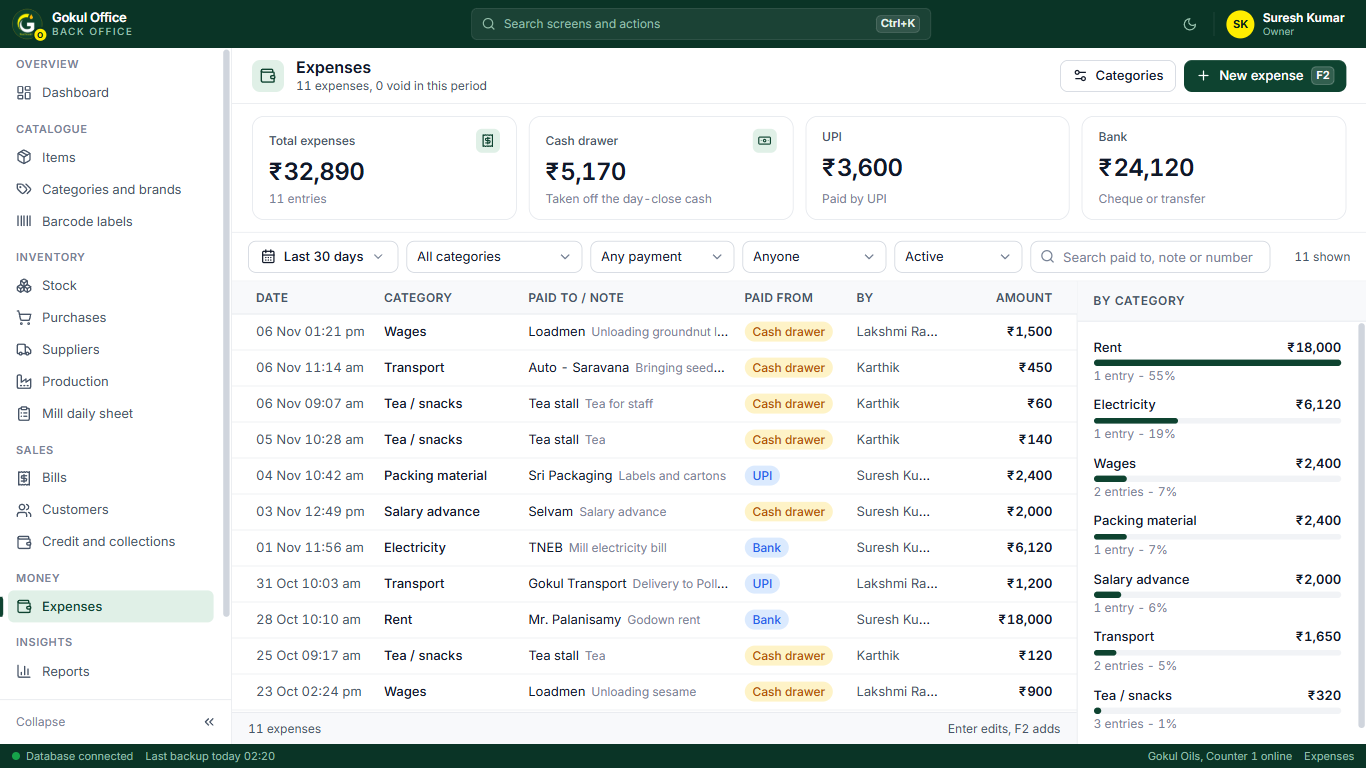 Gokul Office
BACK OFFICE
Search screens and actions
Ctrl+K
SK
Suresh Kumar
Owner
OVERVIEW
Dashboard
CATALOGUE
Items
Categories and brands
Barcode labels
INVENTORY
Stock
Purchases
Suppliers
Production
Mill daily sheet
SALES
Bills
Customers
Credit and collections
MONEY
Expenses
INSIGHTS
Reports
Collapse
Expenses
11 expenses, 0 void in this period
Categories
New expense F2
Total expenses
₹32,890
11 entries
Cash drawer
₹5,170
Taken off the day-close cash
UPI
₹3,600
Paid by UPI
Bank
₹24,120
Cheque or transfer
Last 30 days
All categories
Any payment
Anyone
Active
Search paid to, note or number
11 shown
DATE CATEGORY PAID TO / NOTE PAID FROM BY AMOUNT
06 Nov 01:21 pm Wages Loadmen Unloading groundnut l... Cash drawer Lakshmi Ra... ₹1,500
06 Nov 11:14 am Transport Auto - Saravana Bringing seed... Cash drawer Karthik ₹450
06 Nov 09:07 am Tea / snacks Tea stall Tea for staff Cash drawer Karthik ₹60
05 Nov 10:28 am Tea / snacks Tea stall Tea Cash drawer Karthik ₹140
04 Nov 10:42 am Packing material Sri Packaging Labels and cartons UPI Suresh Ku... ₹2,400
03 Nov 12:49 pm Salary advance Selvam Salary advance Cash drawer Suresh Ku... ₹2,000
01 Nov 11:56 am Electricity TNEB Mill electricity bill Bank Suresh Ku... ₹6,120
31 Oct 10:03 am Transport Gokul Transport Delivery to Poll... UPI Lakshmi Ra... ₹1,200
28 Oct 10:10 am Rent Mr. Palanisamy Godown rent Bank Suresh Ku... ₹18,000
25 Oct 09:17 am Tea / snacks Tea stall Tea Cash drawer Karthik ₹120
23 Oct 02:24 pm Wages Loadmen Unloading sesame Cash drawer Lakshmi Ra... ₹900
11 expenses
Enter edits, F2 adds
BY CATEGORY
Rent ₹18,000
1 entry - 55%
Electricity ₹6,120
1 entry - 19%
Wages ₹2,400
2 entries - 7%
Packing material ₹2,400
1 entry - 7%
Salary advance ₹2,000
1 entry - 6%
Transport ₹1,650
2 entries - 5%
Tea / snacks ₹320
3 entries - 1%
Database connected Last backup today 02:20
Gokul Oils, Counter 1 online Expenses